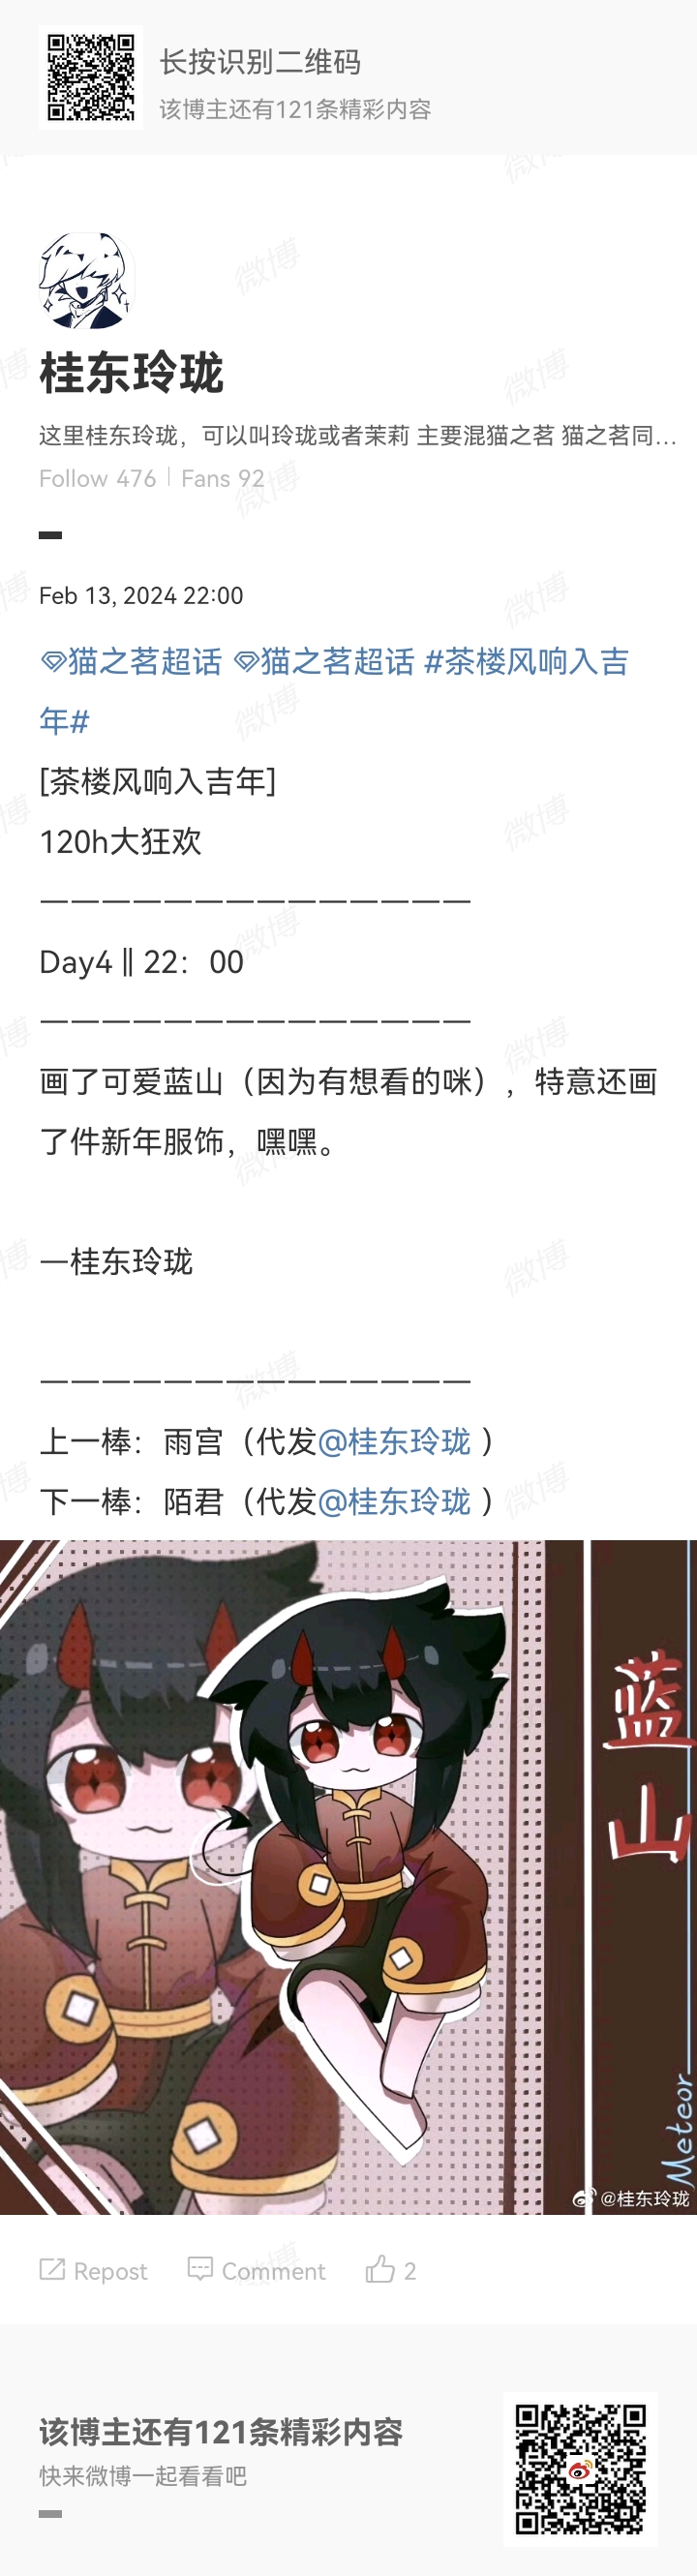 长按识别二维码
该博主还有121条精彩内容
桂东玲珑
这里桂东玲珑，可以叫玲珑或者茉莉 主要混猫之茗 猫之茗同…
Follow 476 | Fans 92
Feb 13, 2024 22:00
猫之茗超话 猫之茗超话 #茶楼风响入吉
年#
[茶楼风响入吉年]
120h大狂欢
——————————————
Day4 ‖ 22：00
——————————————
画了可爱蓝山（因为有想看的咪），特意还画
了件新年服饰，嘿嘿。
—桂东玲珑
——————————————
上一棒：雨宫（代发@桂东玲珑 ）
下一棒：陌君（代发@桂东玲珑 ）
蓝山
Meteor
@桂东玲珑
Repost Comment 2
该博主还有121条精彩内容
快来微博一起看看吧
微博